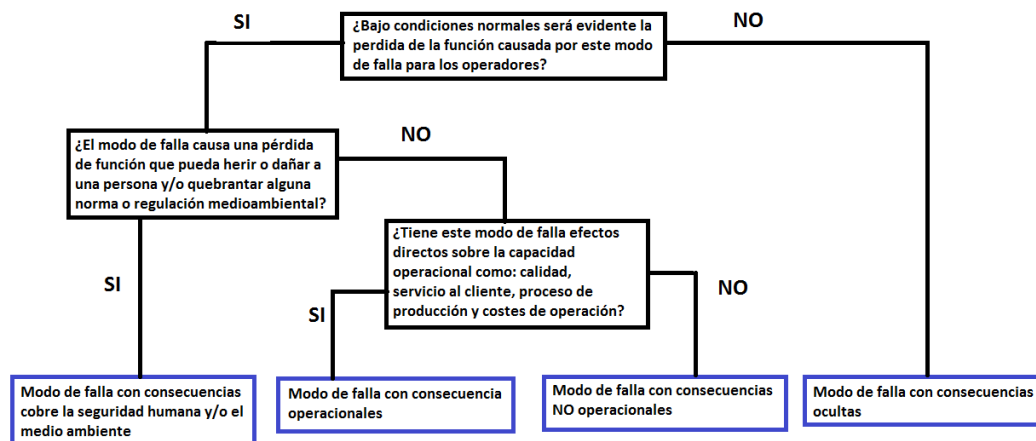 SI
¿Bajo condiciones normales será evidente la
perdida de la función causada por este modo
de falla para los operadores?
NO
¿El modo de falla causa una pérdida
de función que pueda herir o dañar a
una persona y/o quebrantar alguna
norma o regulación medioambiental?
NO
¿Tiene este modo de falla efectos
directos sobre la capacidad
operacional como: calidad,
servicio al cliente, proceso de
producción y costes de operación?
SI
SI
NO
Modo de falla con consecuencias
cobre la seguridad humana y/o el
medio ambiente
Modo de falla con consecuencia
operacionales
Modo de falla con consecuencias
NO operacionales
Modo de falla con consecuencias
ocultas